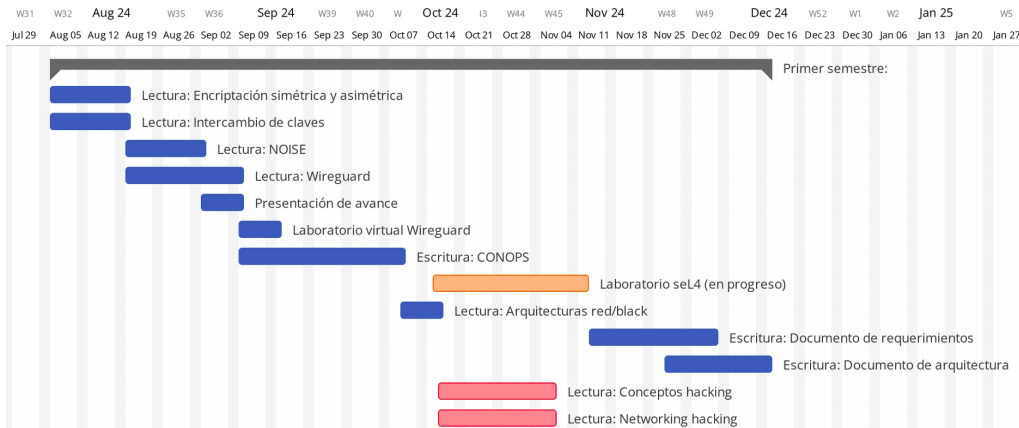 W31 W32 Aug 24 W35 W36 Sep 24 W39 W40 W Oct 24 I3 W44 W45 Nov 24 W48 W49 Dec 24 W52 W1 W2 Jan 25 W5
Jul 29 Aug 05 Aug 12 Aug 19 Aug 26 Sep 02 Sep 09 Sep 16 Sep 23 Sep 30 Oct 07 Oct 14 Oct 21 Oct 28 Nov 04 Nov 11 Nov 18 Nov 25 Dec 02 Dec 09 Dec 16 Dec 23 Dec 30 Jan 06 Jan 13 Jan 20 Jan 27
Primer semestre:
Lectura: Encriptación simétrica y asimétrica
Lectura: Intercambio de claves
Lectura: NOISE
Lectura: Wireguard
Presentación de avance
Laboratorio virtual Wireguard
Escritura: CONOPS
Laboratorio seL4 (en progreso)
Lectura: Arquitecturas red/black
Escritura: Documento de requerimientos
Escritura: Documento de arquitectura
Lectura: Conceptos hacking
Lectura: Networking hacking